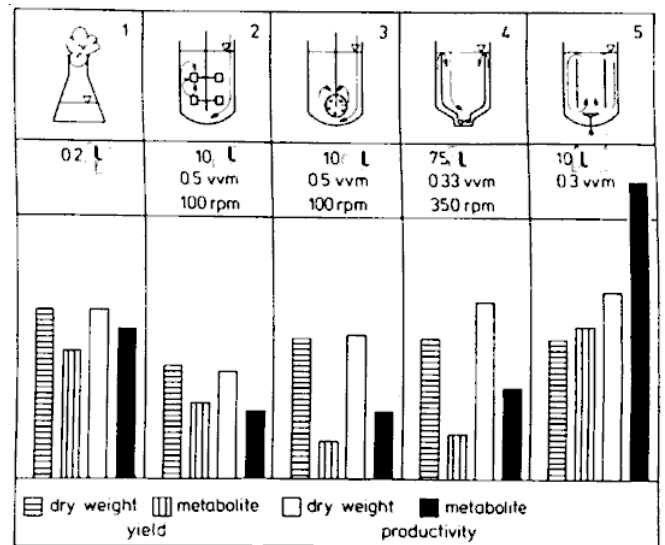 1 2 3 4 5
0.2 L 10 L 10 L 75 L 10 L
0.5 vvm 0.5 vvm 0.33 vvm 0.3 vvm
100 rpm 100 rpm 350 rpm
dry weight metabolite dry weight metabolite
yield productivity